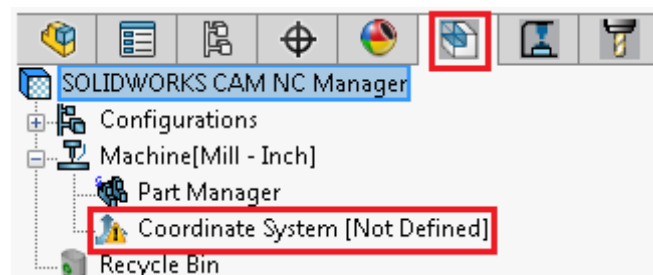 SOLIDWORKS CAM NC Manager
Configurations
Machine[Mill - Inch]
Part Manager
Coordinate System [Not Defined]
Recycle Bin